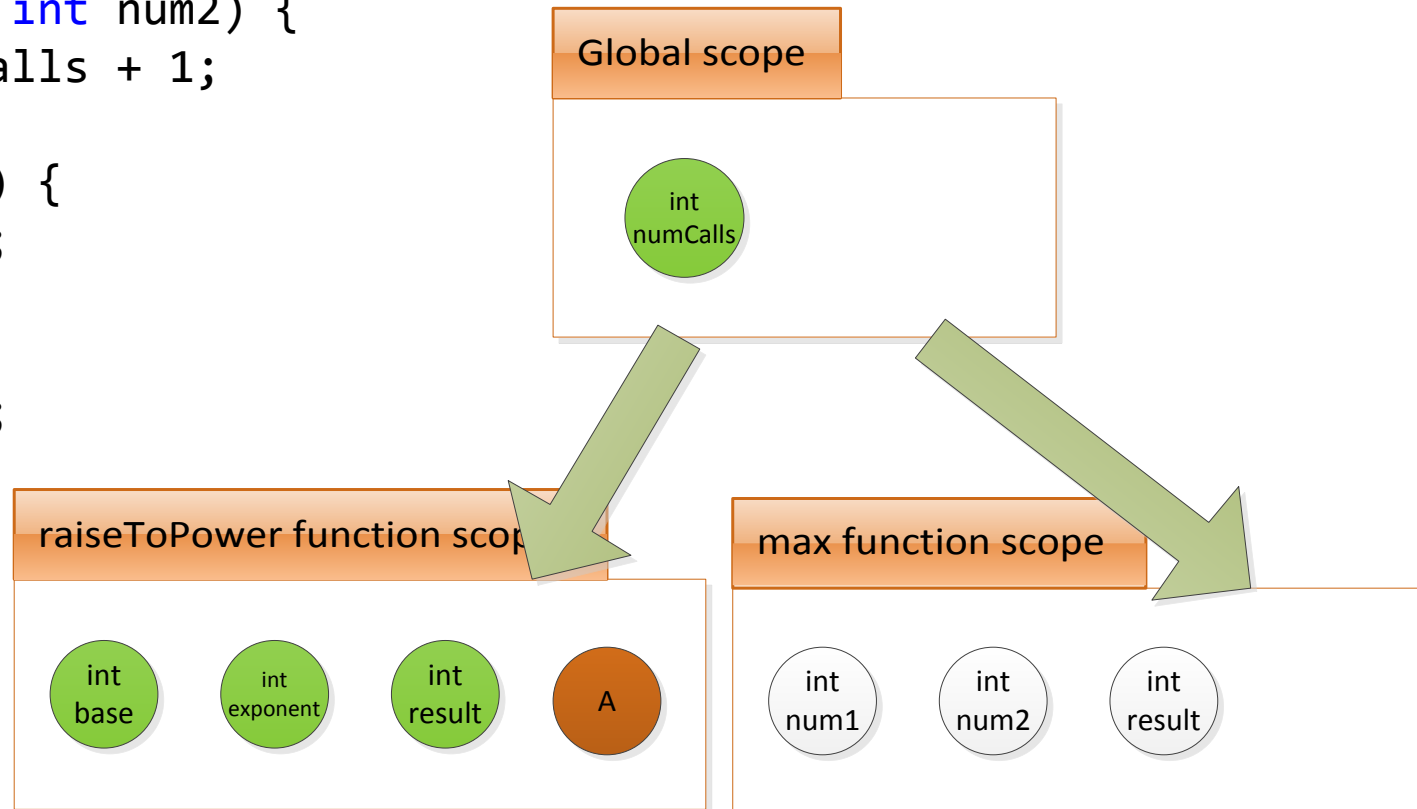 int num2) {
alls + 1;
) {
;
;
Global scope
int
numCalls
raiseToPower function scop
max function scope
int
base
int
exponent
int
result
A
int
num1
int
num2
int
result